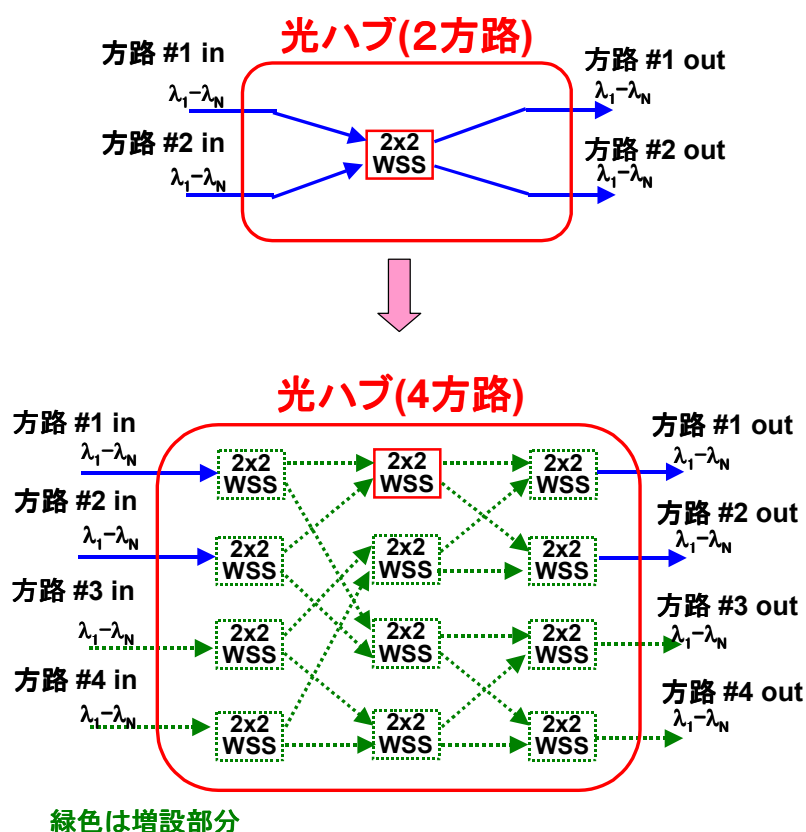 光ハブ(2方路)
方路 #1 in
λ₁−λN
方路 #1 out
λ₁−λN
方路 #2 in
λ₁−λN
2x2
WSS
方路 #2 out
λ₁−λN
光ハブ(4方路)
方路 #1 in
λ₁−λN
2x2
WSS
2x2
WSS
2x2
WSS
方路 #1 out
λ₁−λN
方路 #2 in
λ₁−λN
2x2
WSS
2x2
WSS
2x2
WSS
方路 #2 out
λ₁−λN
方路 #3 in
λ₁−λN
2x2
WSS
2x2
WSS
2x2
WSS
方路 #3 out
λ₁−λN
方路 #4 in
λ₁−λN
2x2
WSS
2x2
WSS
2x2
WSS
方路 #4 out
λ₁−λN
緑色は増設部分